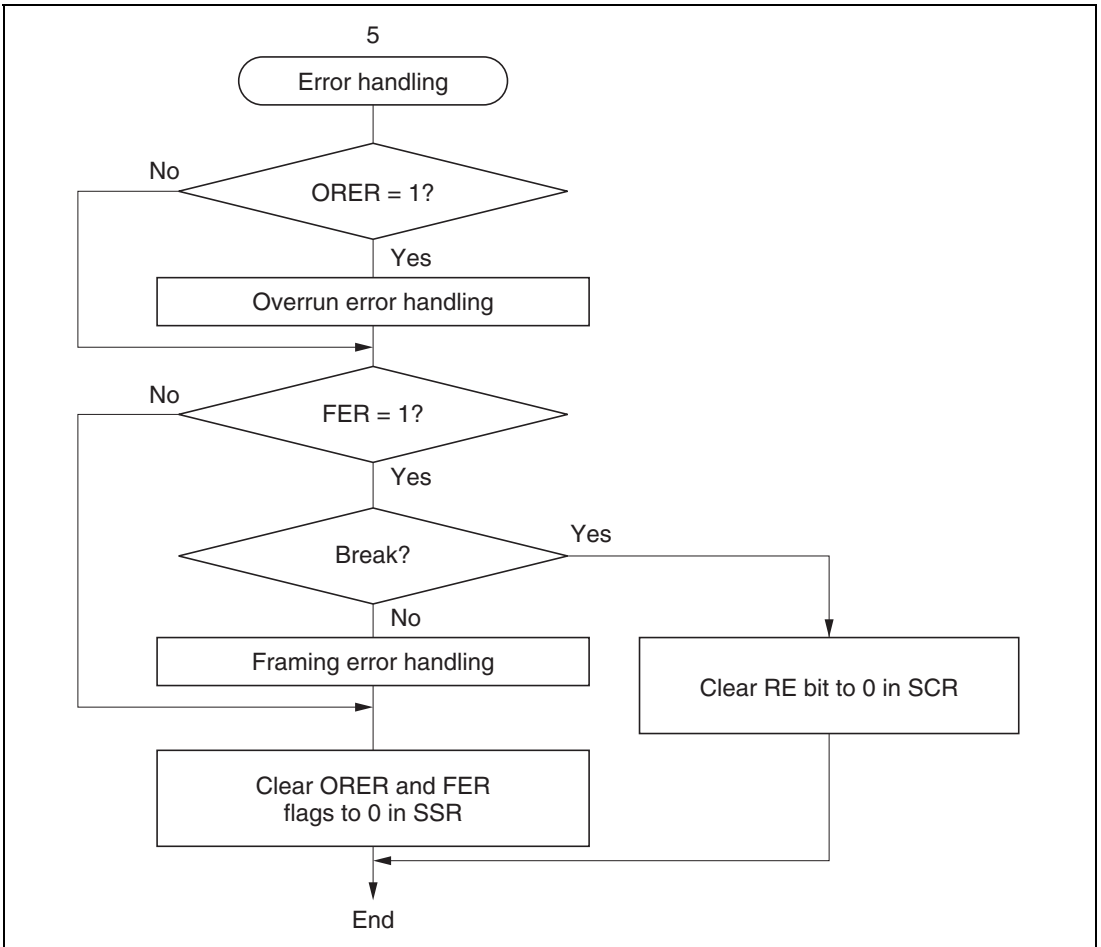 5
Error handling
No
ORER = 1?
Yes
Overrun error handling
No
FER = 1?
Yes
Break?
Yes
No
Framing error handling
Clear RE bit to 0 in SCR
Clear ORER and FER
flags to 0 in SSR
End